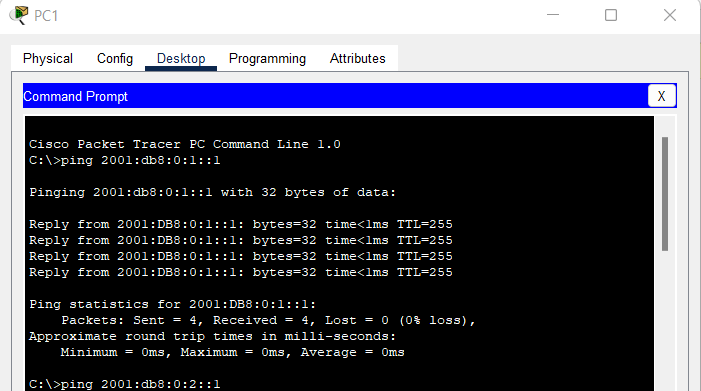 PC1
Physical Config Desktop Programming Attributes
Command Prompt X
Cisco Packet Tracer PC Command Line 1.0
C:\>ping 2001:db8:0:1::1
Pinging 2001:db8:0:1::1 with 32 bytes of data:
Reply from 2001:DB8:0:1::1: bytes=32 time<1ms TTL=255
Reply from 2001:DB8:0:1::1: bytes=32 time<1ms TTL=255
Reply from 2001:DB8:0:1::1: bytes=32 time<1ms TTL=255
Reply from 2001:DB8:0:1::1: bytes=32 time<1ms TTL=255
Ping statistics for 2001:DB8:0:1::1:
Packets: Sent = 4, Received = 4, Lost = 0 (0% loss),
Approximate round trip times in milli-seconds:
Minimum = 0ms, Maximum = 0ms, Average = 0ms
C:\>ping 2001:db8:0:2::1